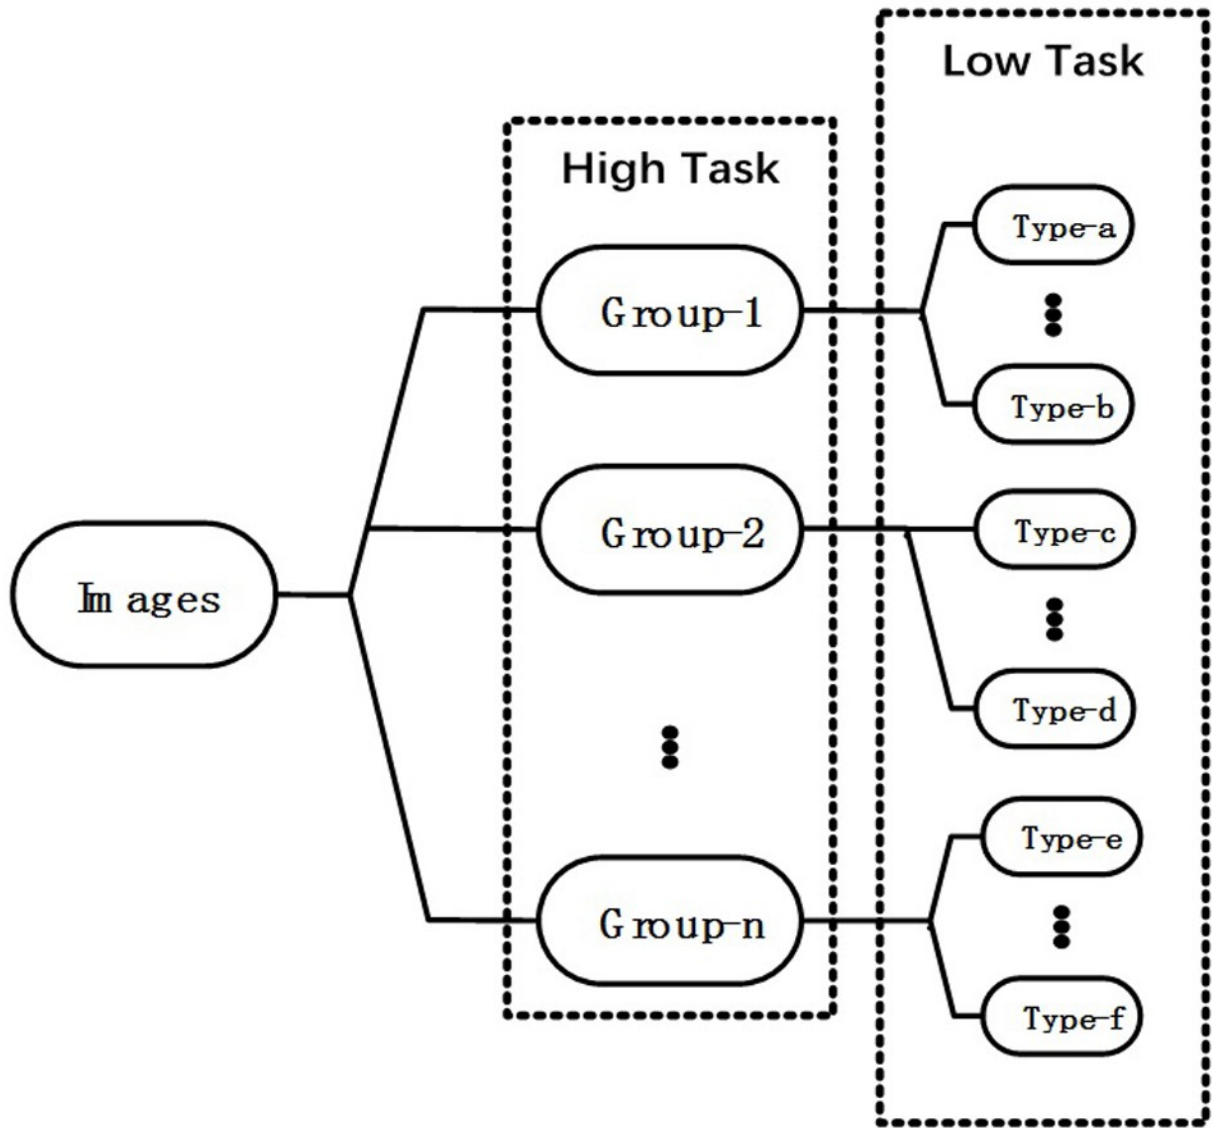 Low Task
High Task
Type-a
Group-1
Type-b
Group-2
Type-c
Images
Type-d
Type-e
Group-n
Type-f